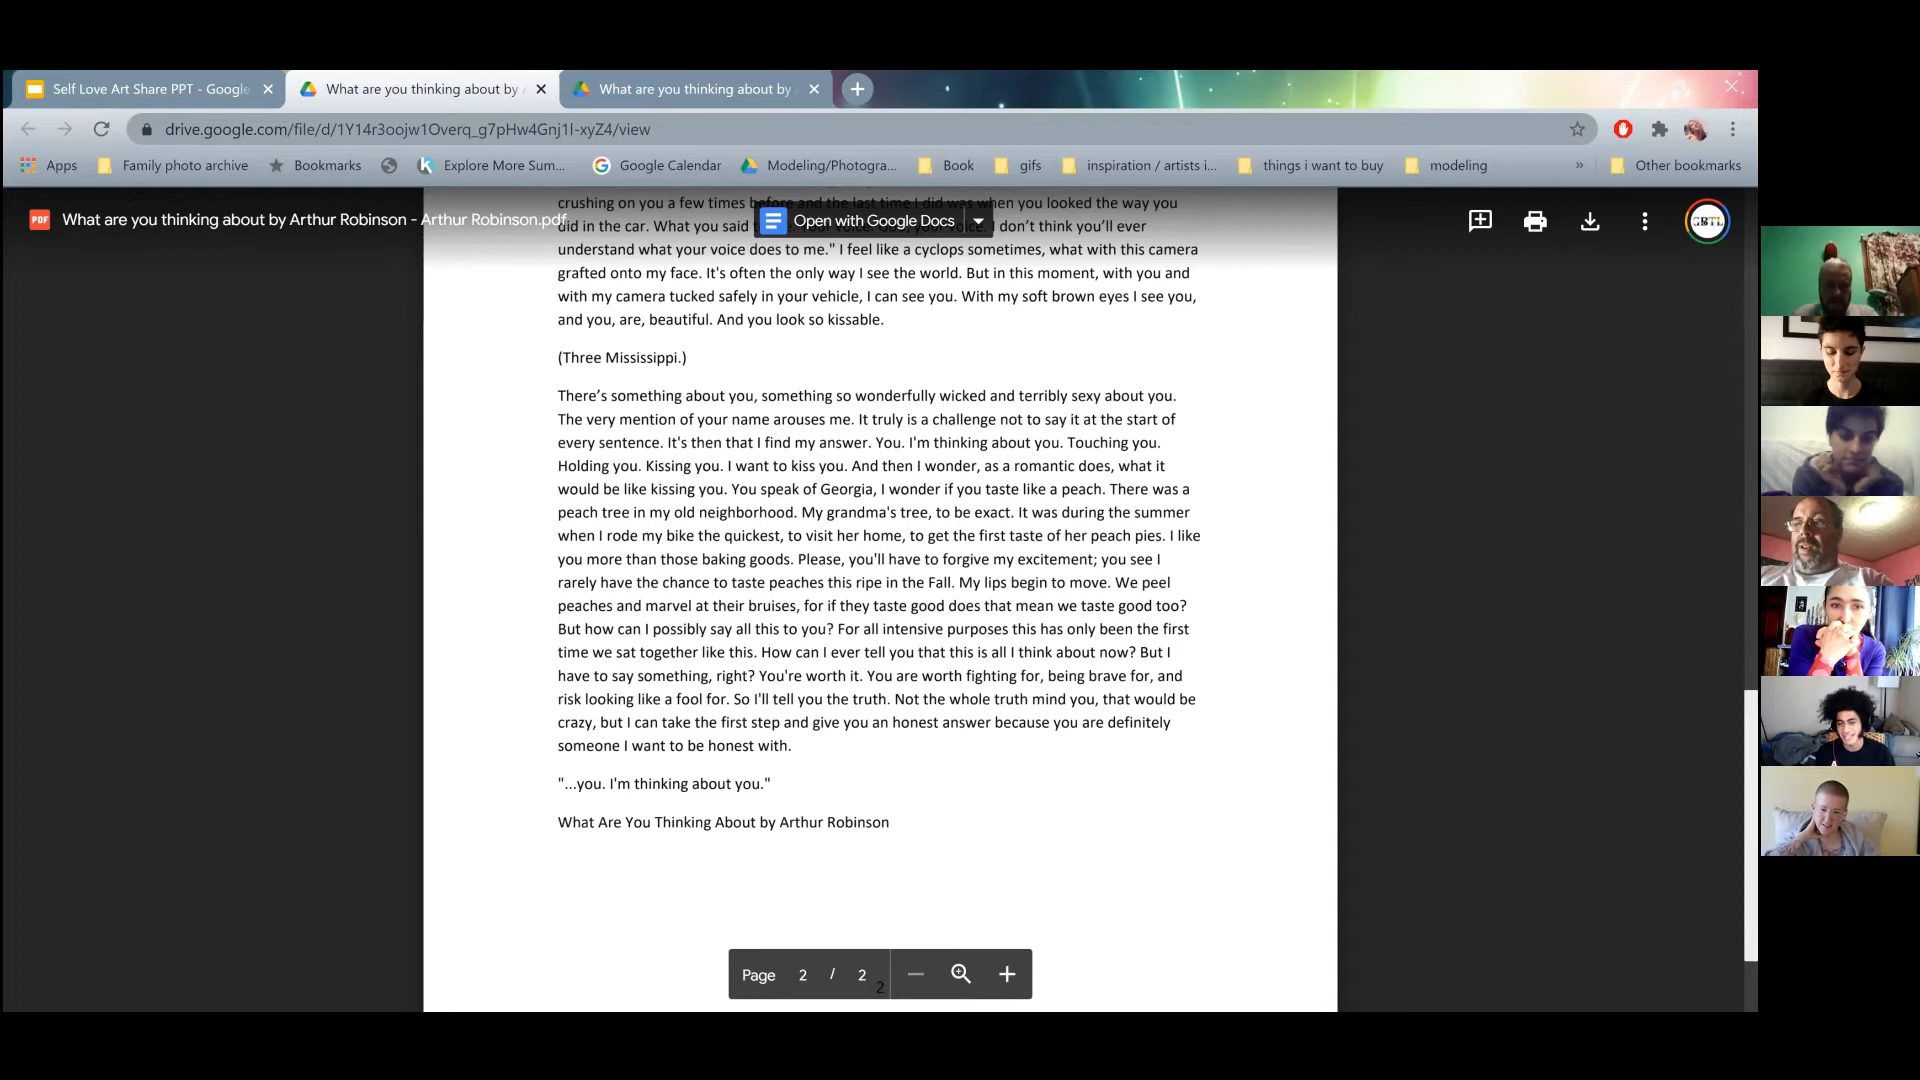 Self Love Art Share PPT - Google
What are you thinking about by
What are you thinking about by
drive.google.com/file/d/1Y14r3oojw1Overq_g7pHw4Gnj1I-xyZ4/view
Apps
Family photo archive
Bookmarks
Explore More Sum...
Google Calendar
Modeling/Photogra...
Book
gifs
inspiration / artists i...
things i want to buy
modeling
»
Other bookmarks
PDF
What are you thinking about by Arthur Robinson - Arthur Robinson.pdf
Open with Google Docs
GBTL
crushing on you a few times before and the last time I did was when you looked the way you
did in the car. What you said your voice. I don’t think you’ll ever
understand what your voice does to me." I feel like a cyclops sometimes, what with this camera
grafted onto my face. It's often the only way I see the world. But in this moment, with you and
with my camera tucked safely in your vehicle, I can see you. With my soft brown eyes I see you,
and you, are, beautiful. And you look so kissable.
(Three Mississippi.)
There’s something about you, something so wonderfully wicked and terribly sexy about you.
The very mention of your name arouses me. It truly is a challenge not to say it at the start of
every sentence. It's then that I find my answer. You. I'm thinking about you. Touching you.
Holding you. Kissing you. I want to kiss you. And then I wonder, as a romantic does, what it
would be like kissing you. You speak of Georgia, I wonder if you taste like a peach. There was a
peach tree in my old neighborhood. My grandma's tree, to be exact. It was during the summer
when I rode my bike the quickest, to visit her home, to get the first taste of her peach pies. I like
you more than those baking goods. Please, you'll have to forgive my excitement; you see I
rarely have the chance to taste peaches this ripe in the Fall. My lips begin to move. We peel
peaches and marvel at their bruises, for if they taste good does that mean we taste good too?
But how can I possibly say all this to you? For all intensive purposes this has only been the first
time we sat together like this. How can I ever tell you that this is all I think about now? But I
have to say something, right? You're worth it. You are worth fighting for, being brave for, and
risk looking like a fool for. So I'll tell you the truth. Not the whole truth mind you, that would be
crazy, but I can take the first step and give you an honest answer because you are definitely
someone I want to be honest with.
"...you. I'm thinking about you."
What Are You Thinking About by Arthur Robinson
Page 2 / 2
2